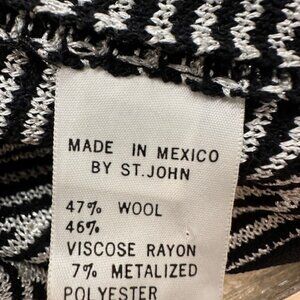 MADE IN MEXICO
BY ST.JOHN
47% WOOL
46%
VISCOSE RAYON
7% METALIZED
POLYESTER